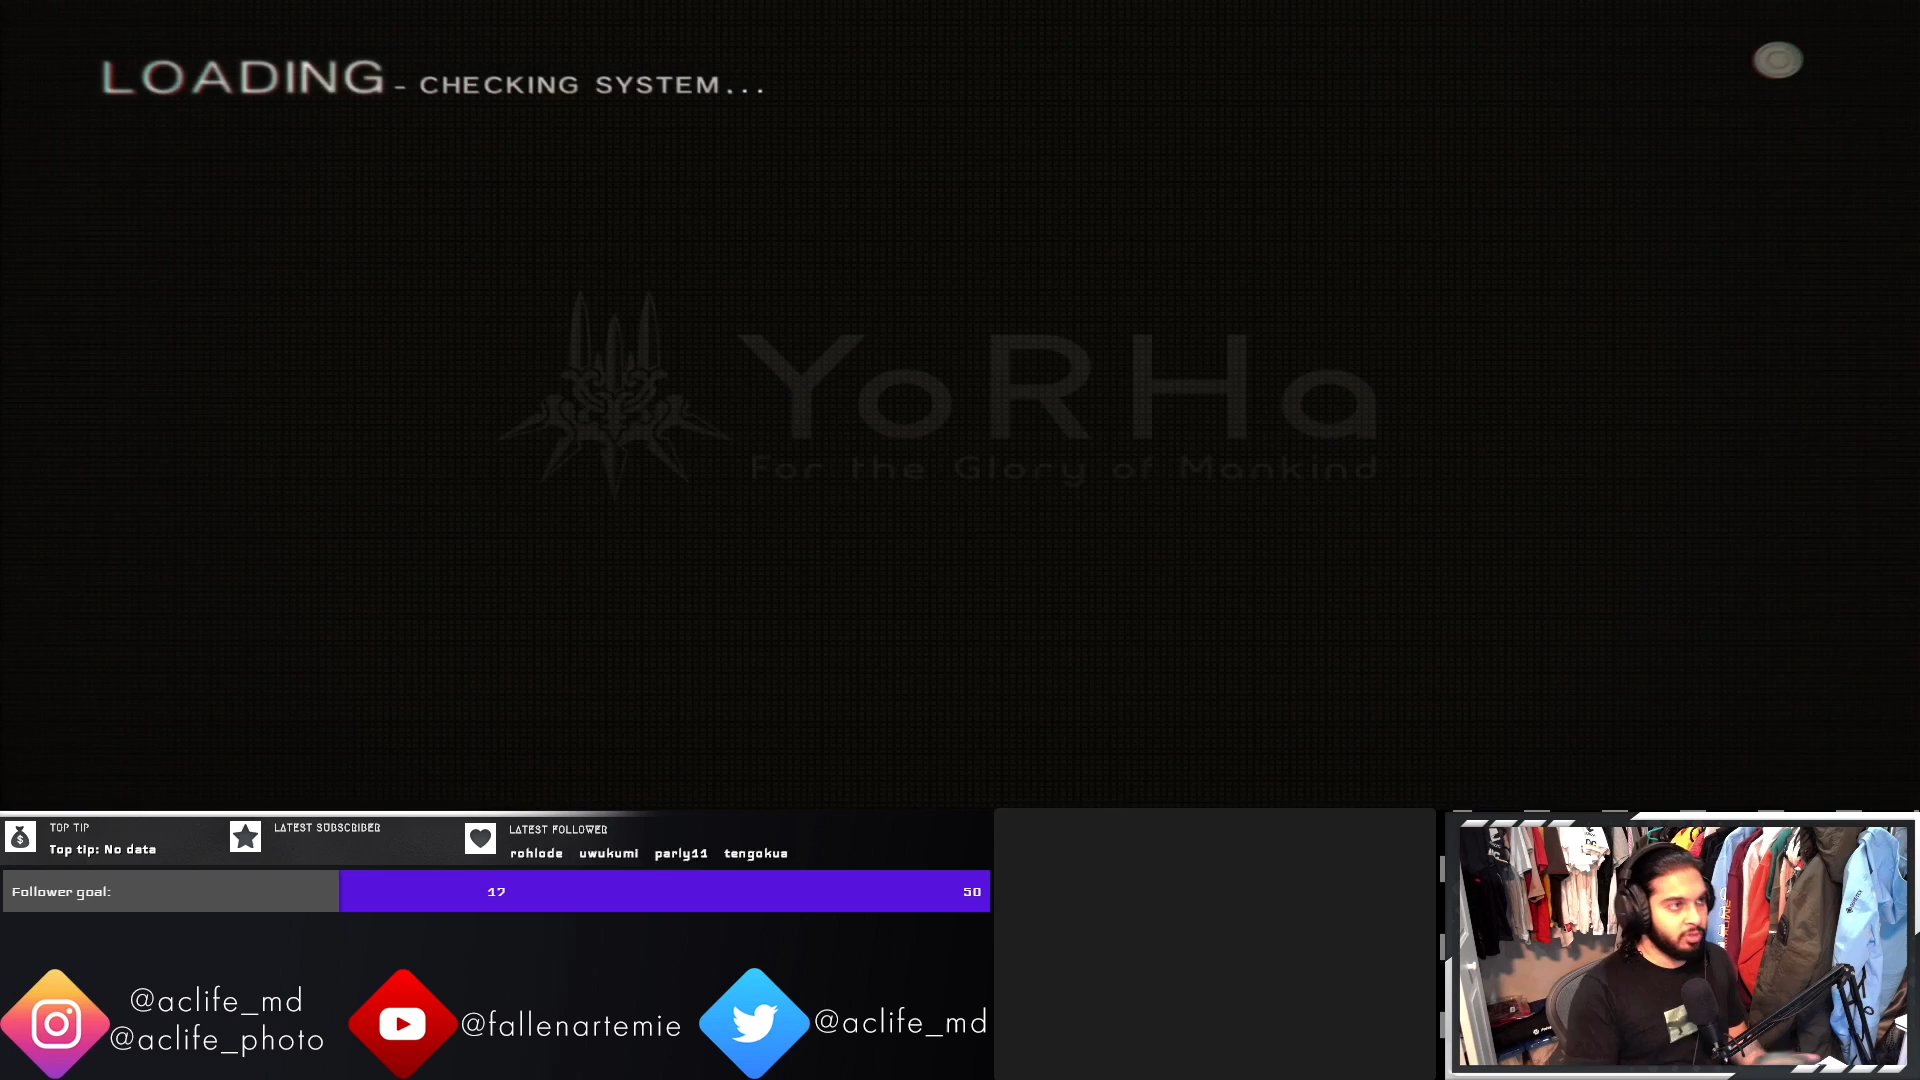 LOADING - CHECKING SYSTEM...
YoRHa
For the Glory of Mankind
TOP TIP
Top tip: No data
LATEST SUBSCRIBER
LATEST FOLLOWER
rohlode uwukumi parly11 tengokua
Follower goal: 17 50
@aclife_md
@aclife_photo
@fallenartemie
@aclife_md